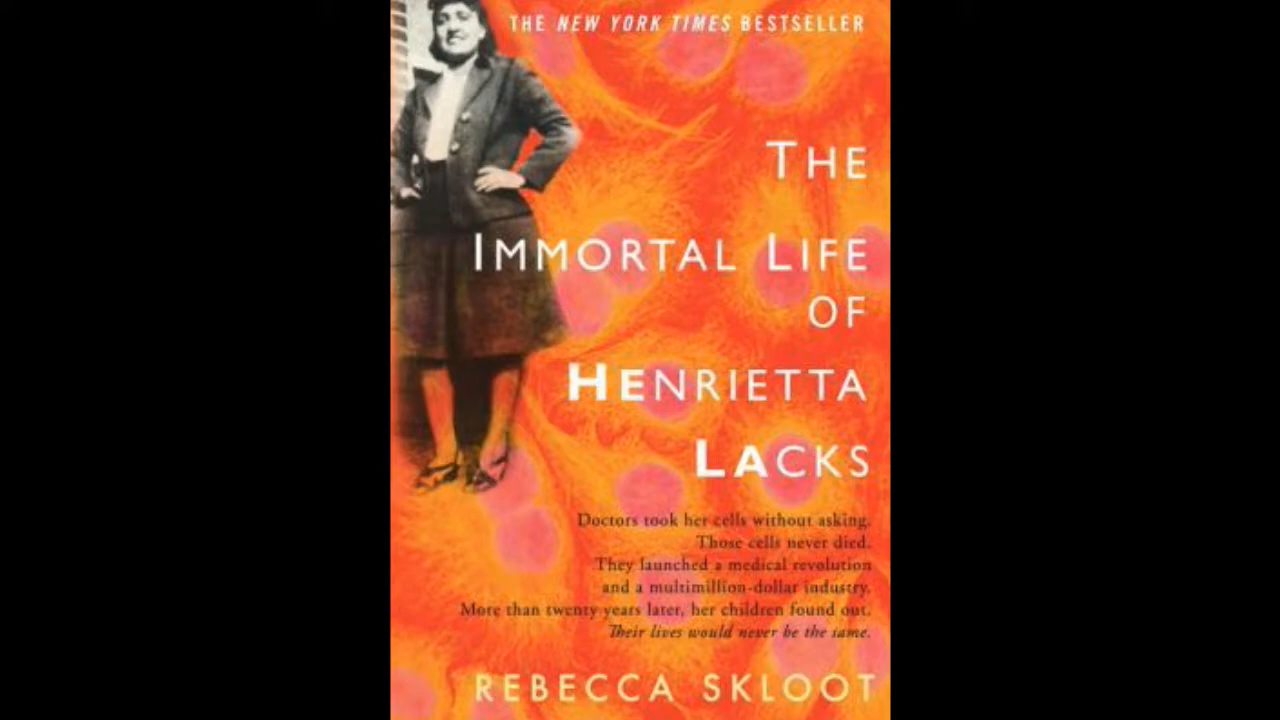 THE NEW YORK TIMES BESTSELLER
THE
IMMORTAL LIFE
OF
HENRIETTA
LACKS
Doctors took her cells without asking.
Those cells never died.
They launched a medical revolution
and a multimillion-dollar industry.
More than twenty years later, her children found out.
Their lives would never be the same.
REBECCA SKLOOT